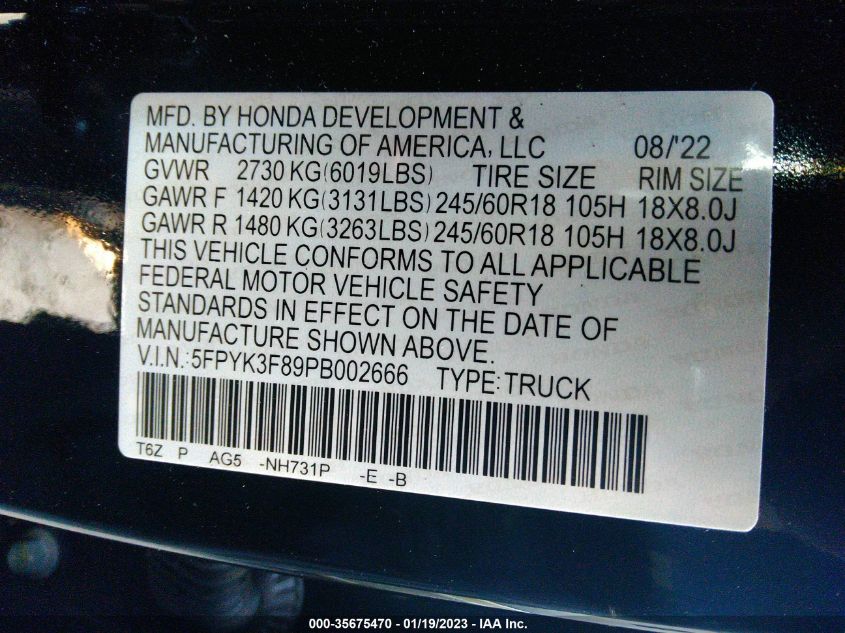 MFD. BY HONDA DEVELOPMENT &
MANUFACTURING OF AMERICA, LLC 08/'22
GVWR 2730 KG(6019LBS) TIRE SIZE RIM SIZE
GAWR F 1420 KG(3131LBS) 245/60R18 105H 18X8.0J
GAWR R 1480 KG(3263LBS) 245/60R18 105H 18X8.0J
THIS VEHICLE CONFORMS TO ALL APPLICABLE
FEDERAL MOTOR VEHICLE SAFETY
STANDARDS IN EFFECT ON THE DATE OF
MANUFACTURE SHOWN ABOVE.
V.I.N.: 5FPYK3F89PB002666 TYPE: TRUCK
T6Z P AG5 -NH731P -E -B
000-35675470 - 01/19/2023 - IAA Inc.